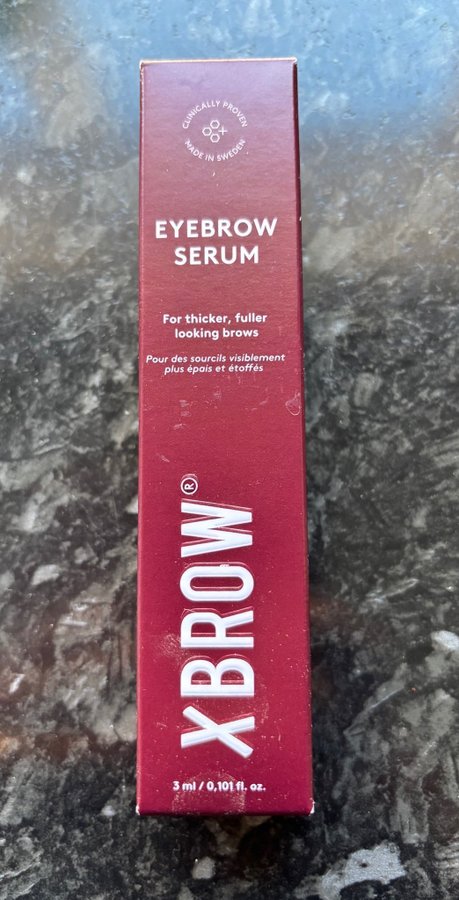 CLINICALLY PROVEN
MADE IN SWEDEN
EYEBROW
SERUM
For thicker, fuller
looking brows
Pour des sourcils visiblement
plus épais et étoffés
XBROW®
3 ml / 0,101 fl. oz.